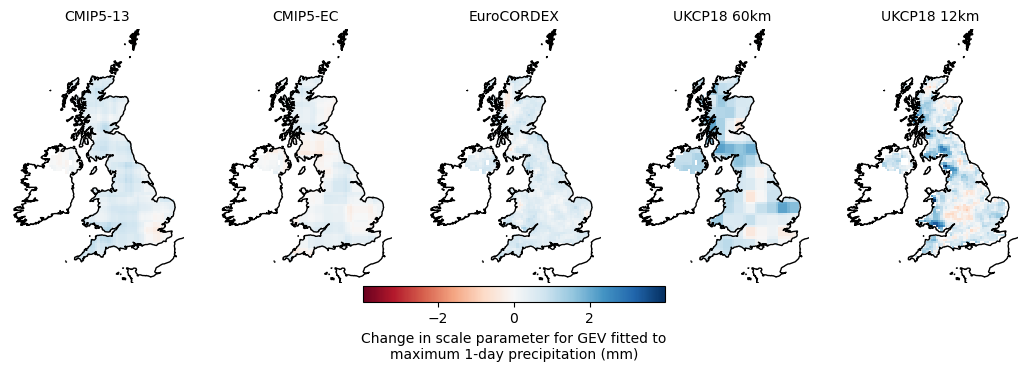 CMIP5-13
CMIP5-EC
EuroCORDEX
UKCP18 60km
UKCP18 12km
−2
0
2
Change in scale parameter for GEV fitted to
maximum 1-day precipitation (mm)